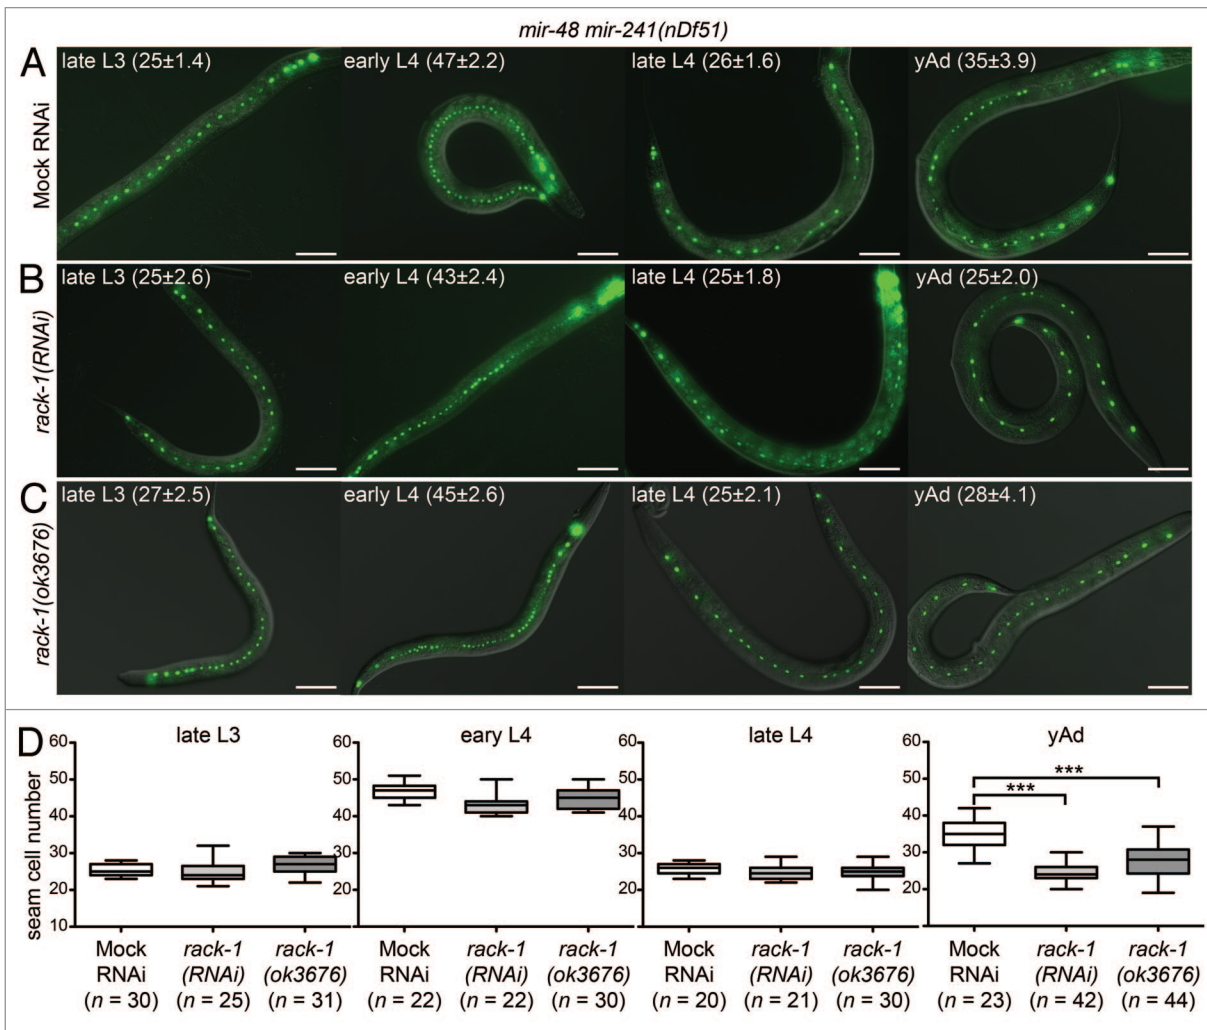 mir-48 mir-241(nDf51)
A
Mock RNAi
late L3 (25±1.4)
early L4 (47±2.2)
late L4 (26±1.6)
yAd (35±3.9)
B
rack-1(RNAi)
late L3 (25±2.6)
early L4 (43±2.4)
late L4 (25±1.8)
yAd (25±2.0)
C
rack-1(ok3676)
late L3 (27±2.5)
early L4 (45±2.6)
late L4 (25±2.1)
yAd (28±4.1)
D
seam cell number
late L3
60
50
40
30
20
10
Mock
RNAi
(n = 30)
rack-1
(RNAi)
(n = 25)
rack-1
(ok3676)
(n = 31)
eary L4
60
50
40
30
20
Mock
RNAi
(n = 22)
rack-1
(RNAi)
(n = 22)
rack-1
(ok3676)
(n = 30)
late L4
60
50
40
30
20
Mock
RNAi
(n = 20)
rack-1
(RNAi)
(n = 21)
rack-1
(ok3676)
(n = 30)
yAd
60
50
40
30
20
***
***
Mock
RNAi
(n = 23)
rack-1
(RNAi)
(n = 42)
rack-1
(ok3676)
(n = 44)